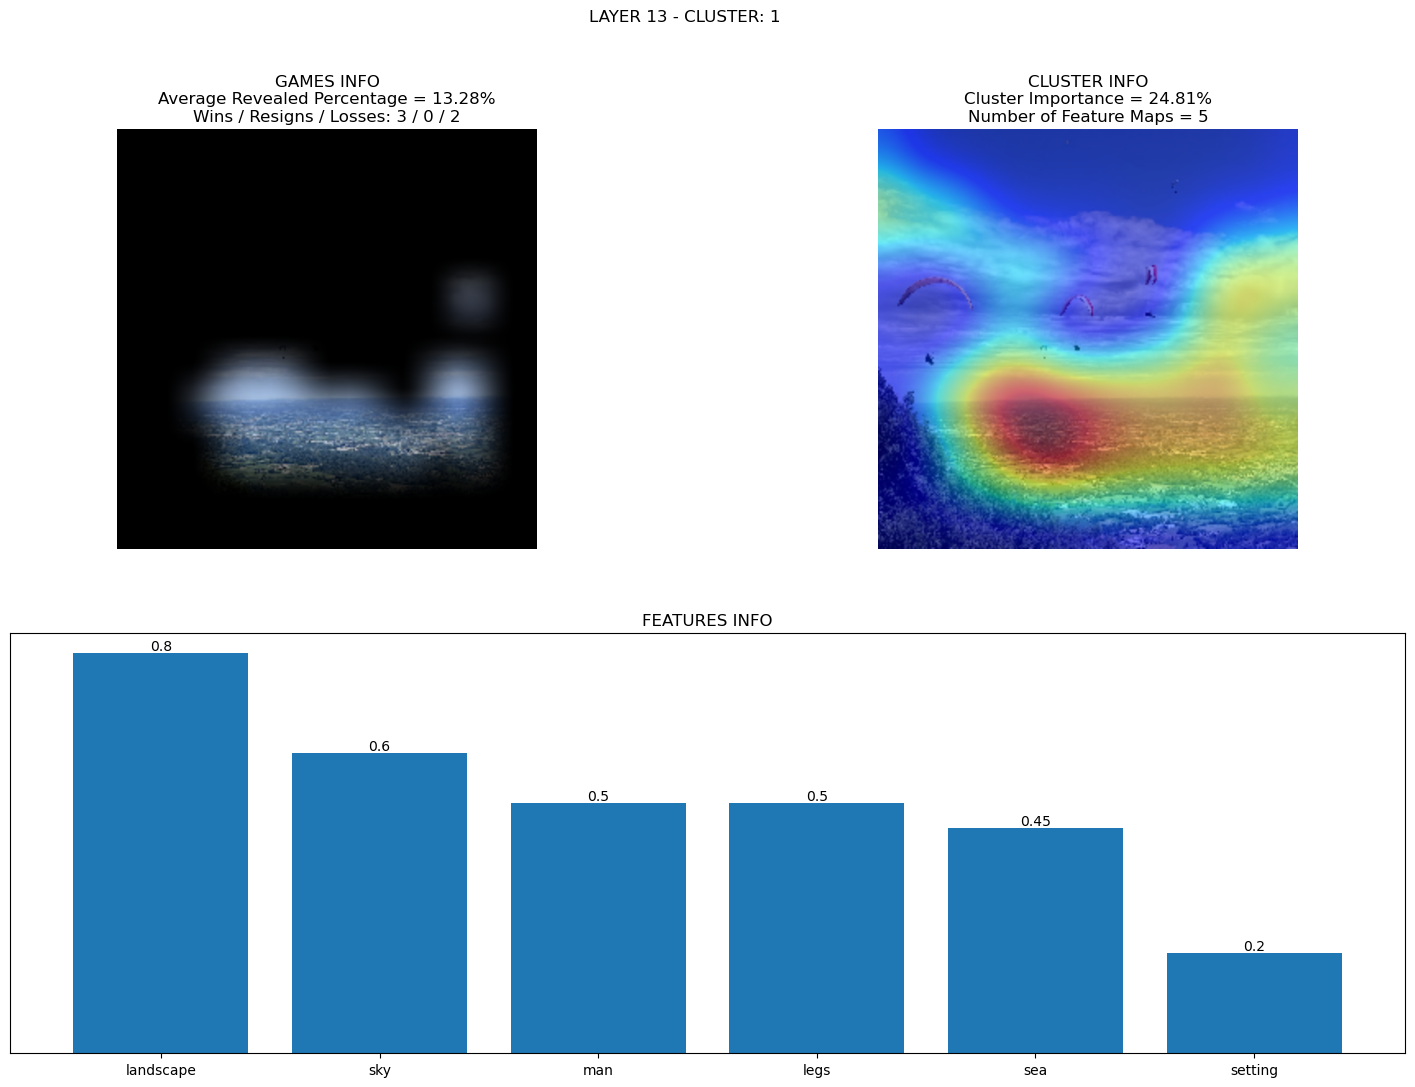 LAYER 13 - CLUSTER: 1
GAMES INFO
Average Revealed Percentage = 13.28%
Wins / Resigns / Losses: 3 / 0 / 2
CLUSTER INFO
Cluster Importance = 24.81%
Number of Feature Maps = 5
FEATURES INFO
0.8
0.6
0.5
0.5
0.45
0.2
landscape
sky
man
legs
sea
setting